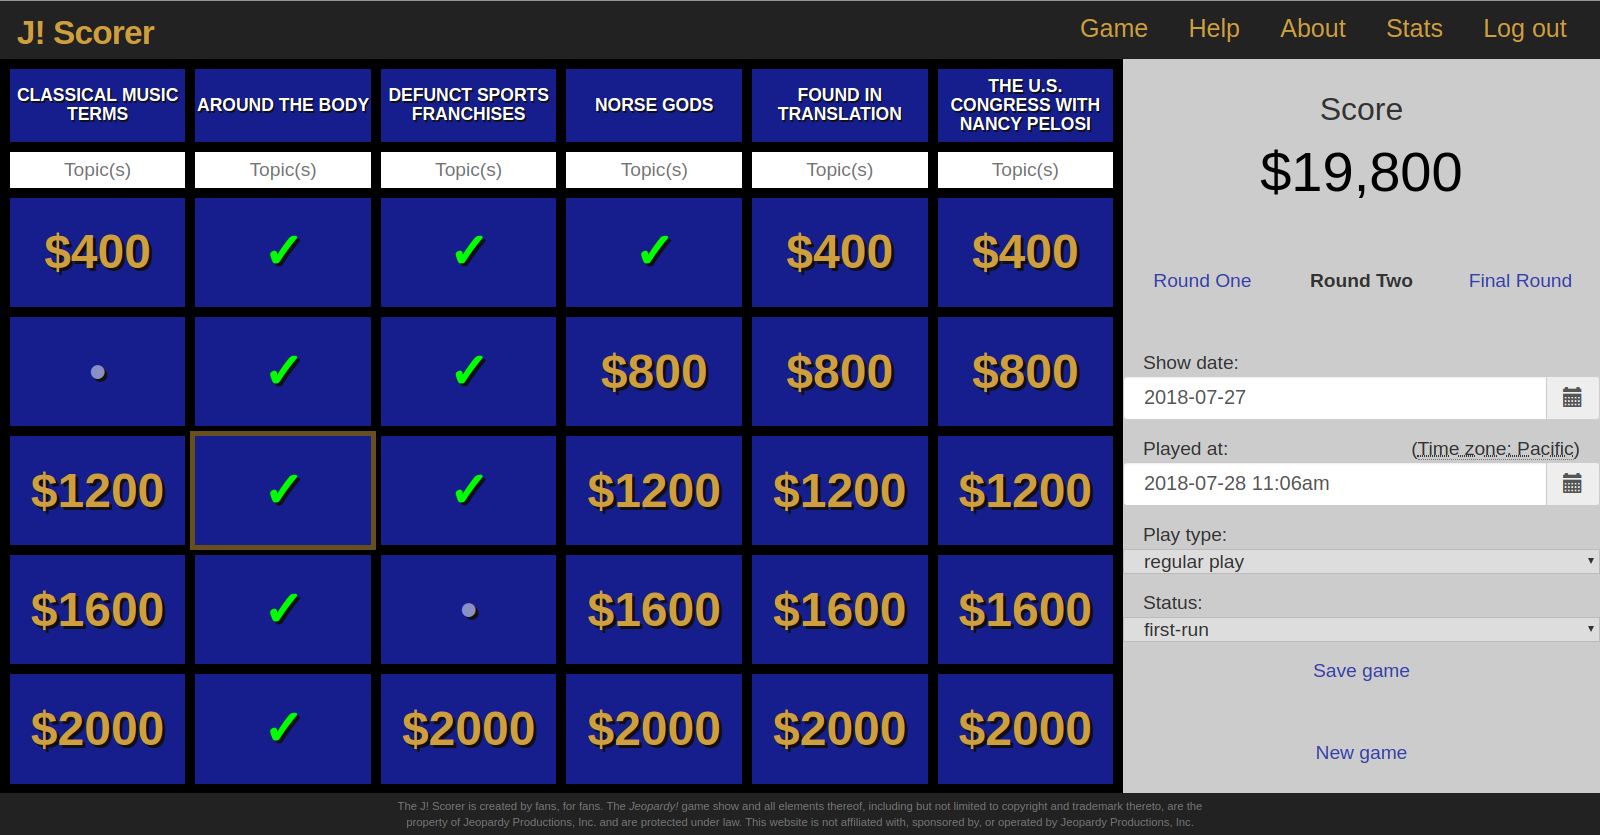 J! Scorer
Game Help About Stats Log out
CLASSICAL MUSIC
TERMS
AROUND THE BODY
DEFUNCT SPORTS
FRANCHISES
NORSE GODS
FOUND IN
TRANSLATION
THE U.S.
CONGRESS WITH
NANCY PELOSI
Topic(s) Topic(s) Topic(s) Topic(s) Topic(s) Topic(s)
$400 ✓ ✓ ✓ $400 $400
• ✓ ✓ $800 $800 $800
$1200 ✓ ✓ $1200 $1200 $1200
$1600 ✓ • $1600 $1600 $1600
$2000 ✓ $2000 $2000 $2000 $2000
Score
$19,800
Round One Round Two Final Round
Show date:
2018-07-27
Played at: (Time zone: Pacific)
2018-07-28 11:06am
Play type:
regular play
Status:
first-run
Save game
New game
The J! Scorer is created by fans, for fans. The Jeopardy! game show and all elements thereof, including but not limited to copyright and trademark thereto, are the
property of Jeopardy Productions, Inc. and are protected under law. This website is not affiliated with, sponsored by, or operated by Jeopardy Productions, Inc.